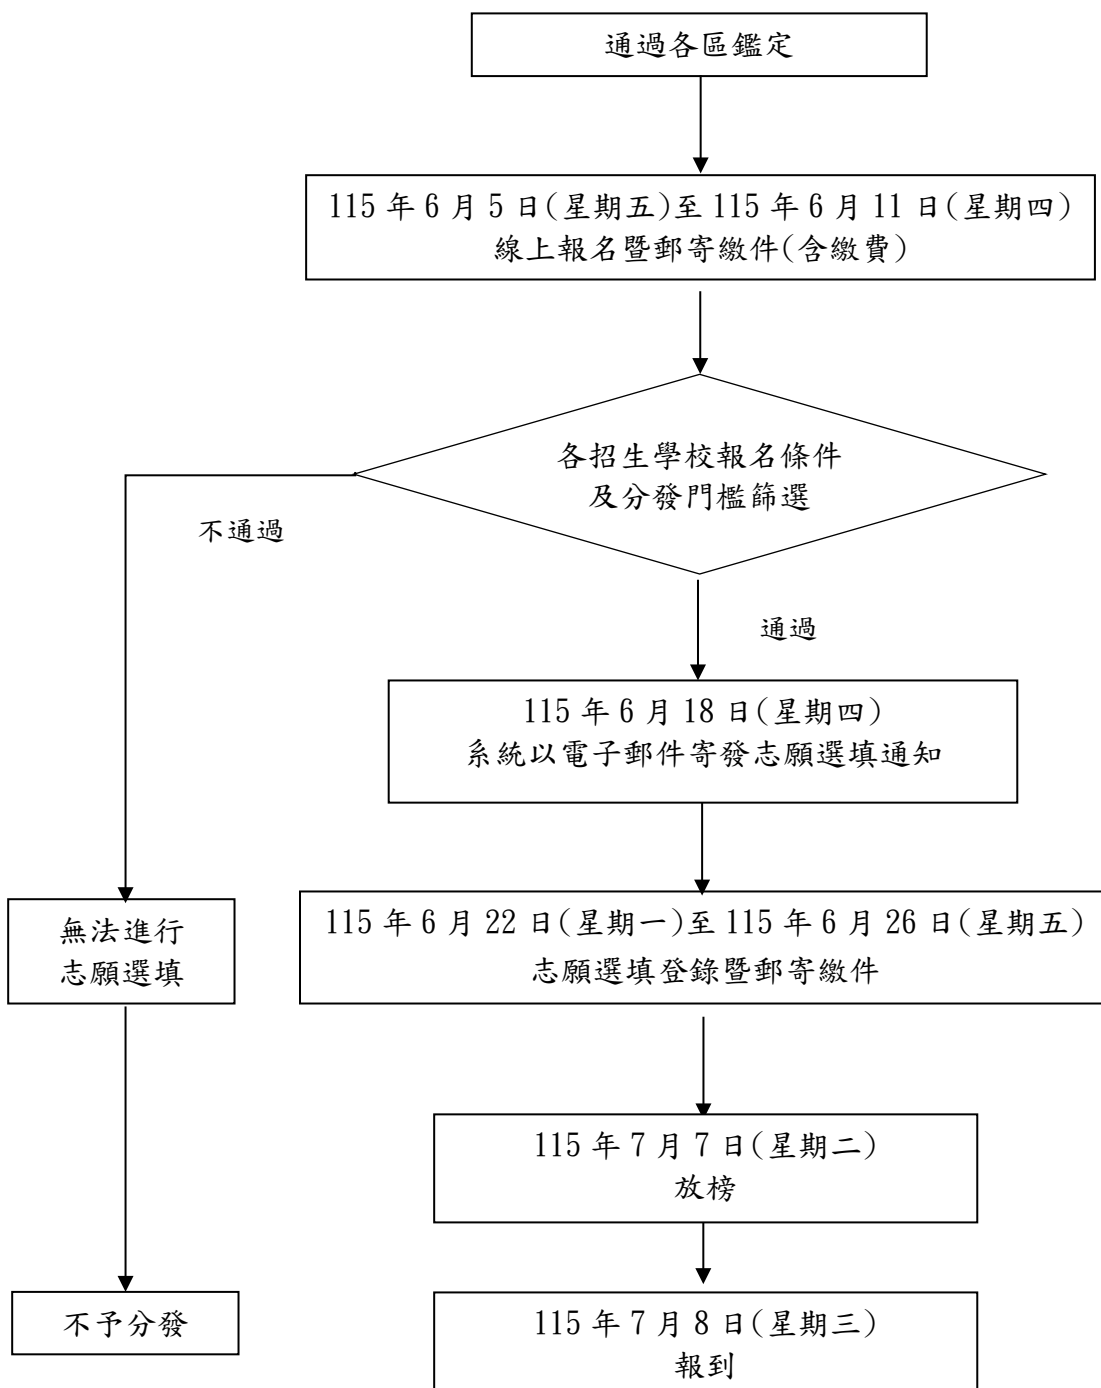 通過各區鑑定
115 年 6 月 5 日(星期五)至 115 年 6 月 11 日(星期四)
線上報名暨郵寄繳件(含繳費)
各招生學校報名條件
及分發門檻篩選
不通過
通過
115 年 6 月 18 日(星期四)
系統以電子郵件寄發志願選填通知
無法進行
志願選填
115 年 6 月 22 日(星期一)至 115 年 6 月 26 日(星期五)
志願選填登錄暨郵寄繳件
115 年 7 月 7 日(星期二)
放榜
不予分發
115 年 7 月 8 日(星期三)
報到